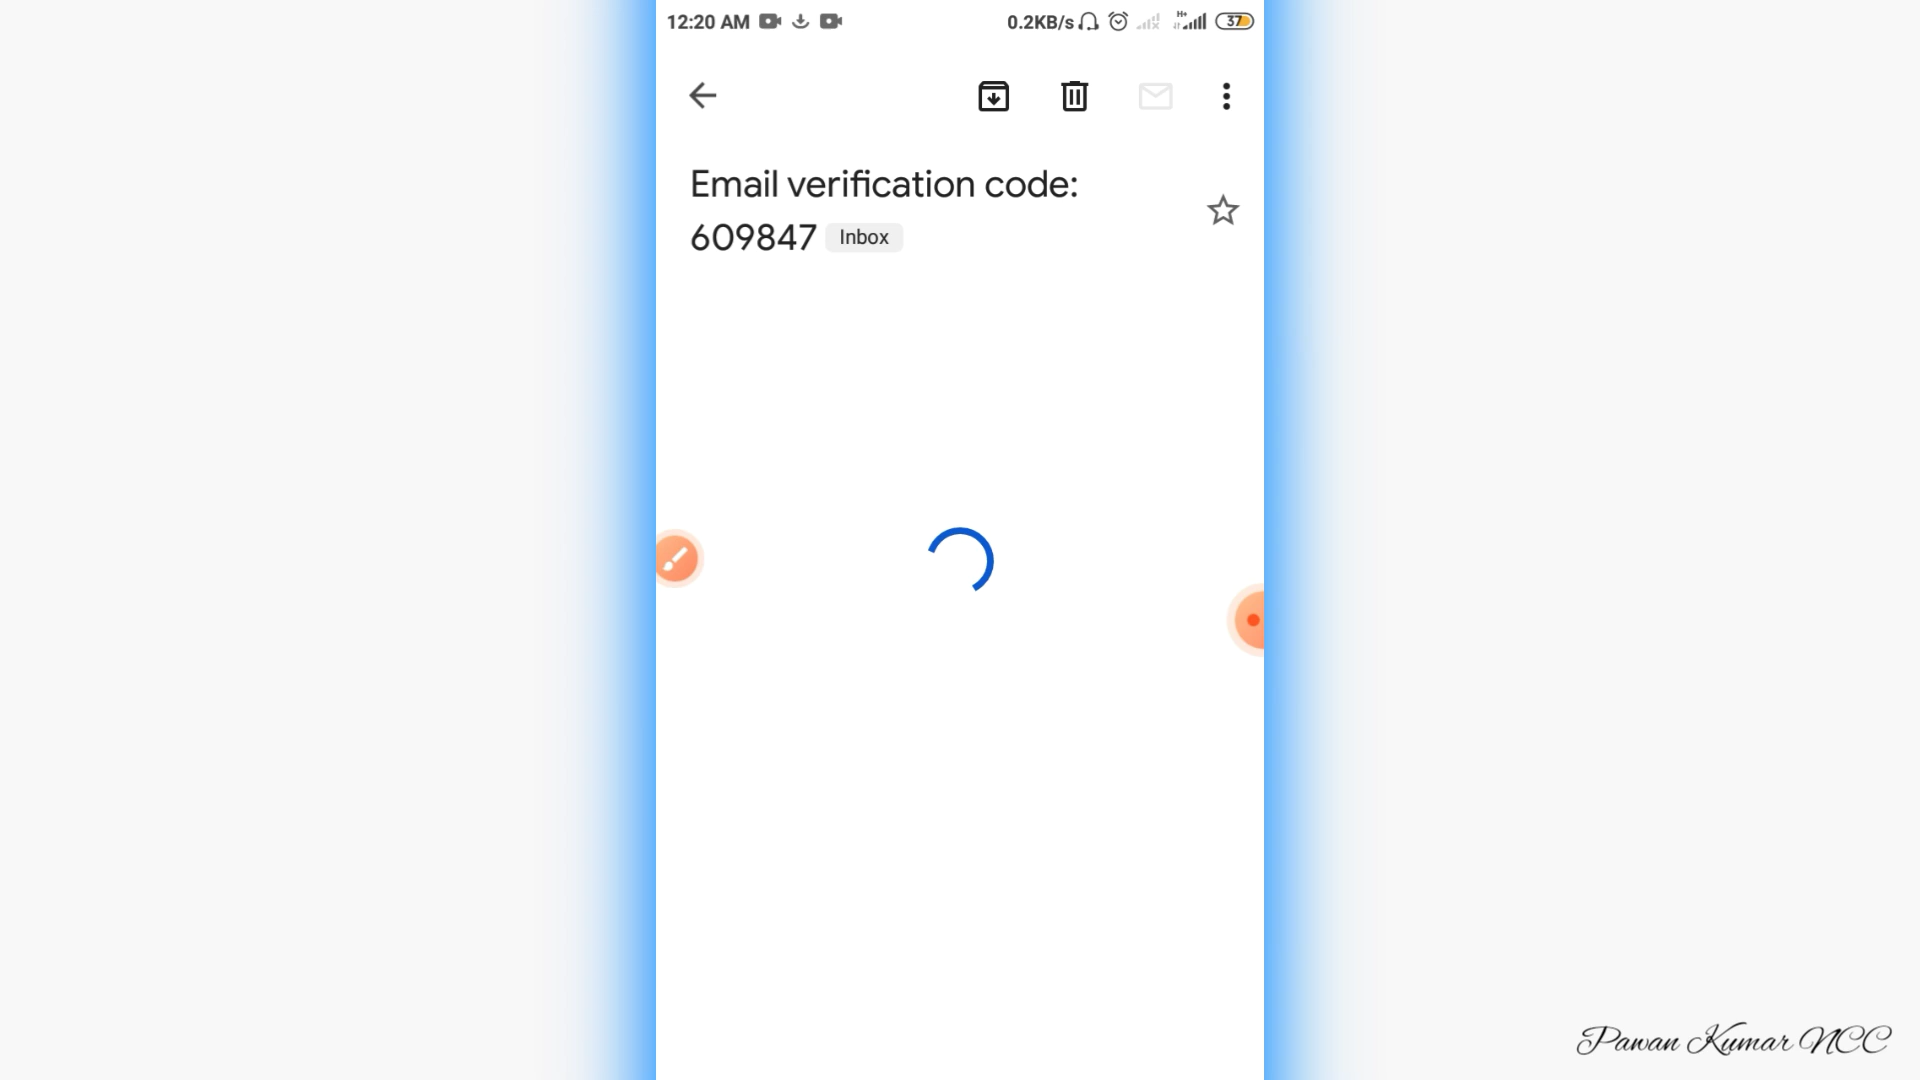 12:20 AM 0.2KB/s H+ 37
Email verification code:
609847 Inbox
Pawan Kumar NCC